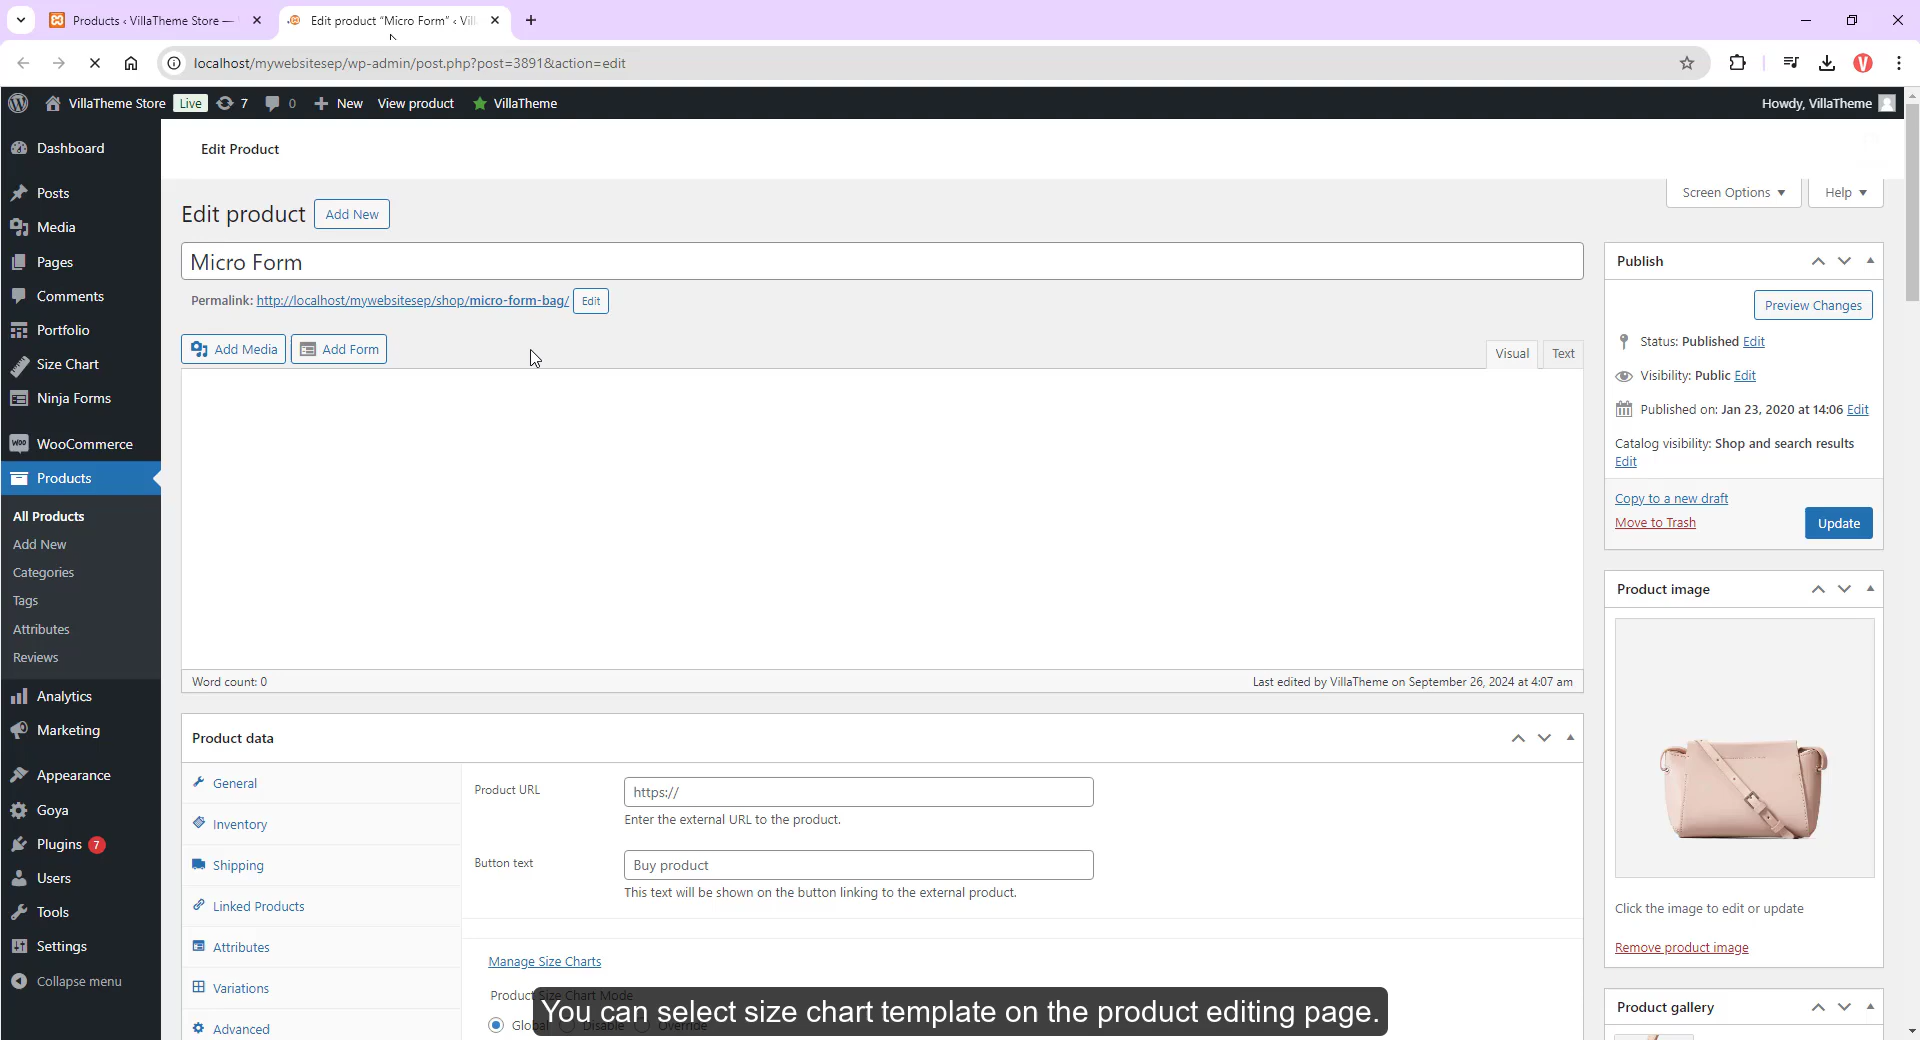 Products ‹ VillaTheme Store —
Edit product “Micro Form” ‹ Vil
localhost/mywebsitesep/wp-admin/post.php?post=3891&action=edit
VillaTheme Store Live 7 0 New View product VillaTheme
Howdy, VillaTheme
Dashboard
Posts
Media
Pages
Comments
Portfolio
Size Chart
Ninja Forms
WooCommerce
Products
All Products
Add New
Categories
Tags
Attributes
Reviews
Analytics
Marketing
Appearance
Goya
Plugins 7
Users
Tools
Settings
Collapse menu
Edit Product
Screen Options
Help
Edit product Add New
Micro Form
Permalink: http://localhost/mywebsitesep/shop/micro-form-bag/ Edit
Add Media Add Form
Visual Text
Word count: 0
Last edited by VillaTheme on September 26, 2024 at 4:07 am
Product data
General
Inventory
Shipping
Linked Products
Attributes
Variations
Advanced
Product URL
https://
Enter the external URL to the product.
Button text
Buy product
This text will be shown on the button linking to the external product.
Manage Size Charts
Product Size Chart Mode
Global Disable Override
You can select size chart template on the product editing page.
Publish
Preview Changes
Status: Published Edit
Visibility: Public Edit
Published on: Jan 23, 2020 at 14:06 Edit
Catalog visibility: Shop and search results
Edit
Copy to a new draft
Move to Trash
Update
Product image
Click the image to edit or update
Remove product image
Product gallery